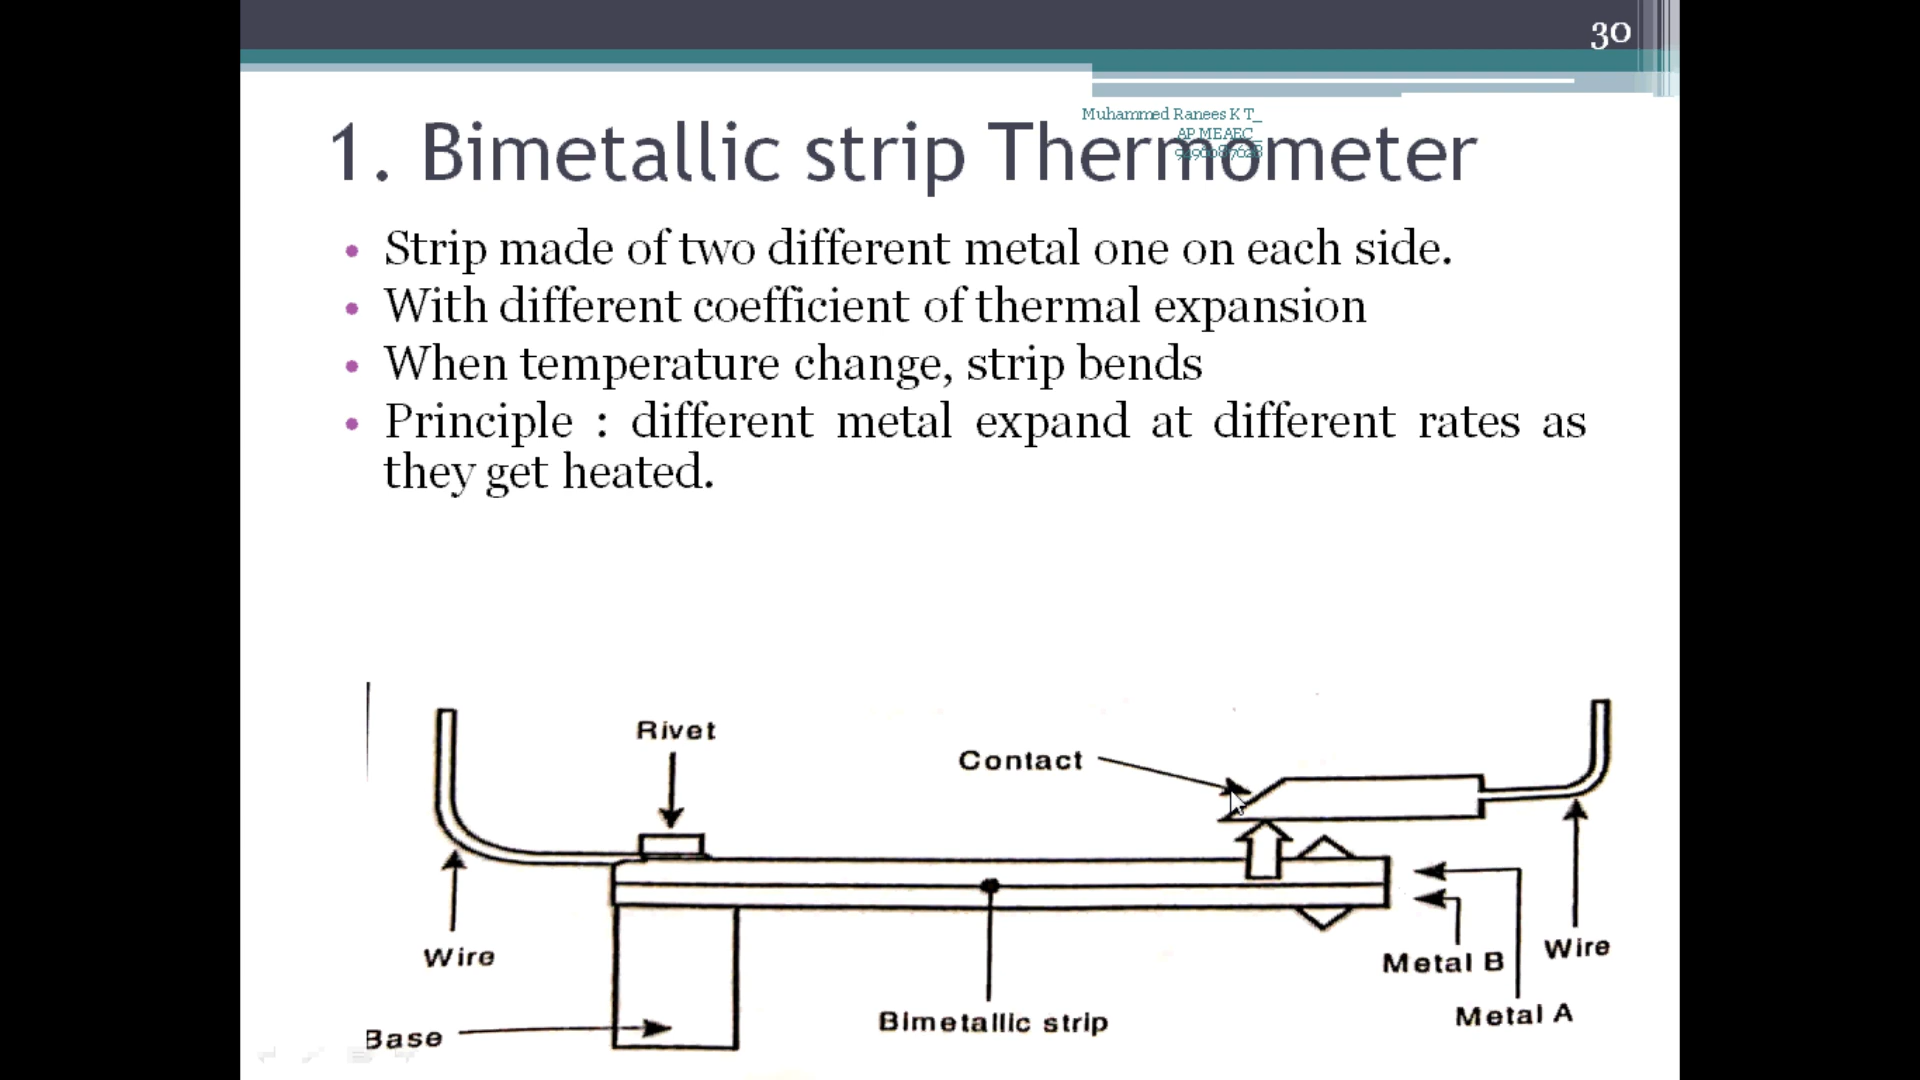 30
Muhammed Ranees K T_
AP MEAEC_
1. Bimetallic strip Thermometer
• Strip made of two different metal one on each side.
• With different coefficient of thermal expansion
• When temperature change, strip bends
• Principle : different metal expand at different rates as
they get heated.
Rivet
Contact
Wire
Wire
Metal B
Metal A
Bimetallic strip
Base